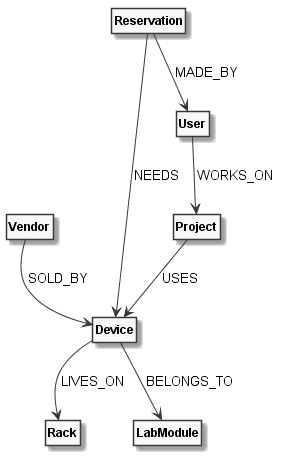 Reservation
MADE_BY
User
NEEDS
WORKS_ON
Vendor
Project
SOLD_BY
USES
Device
LIVES_ON
BELONGS_TO
Rack
LabModule